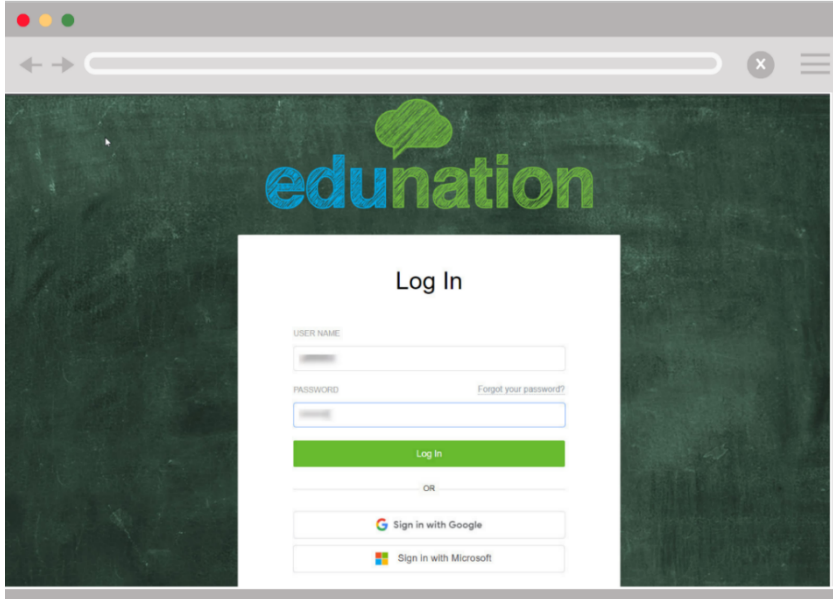 x
edunation
Log In
USER NAME
PASSWORD Forgot your password?
Log In
OR
Sign in with Google
Sign in with Microsoft